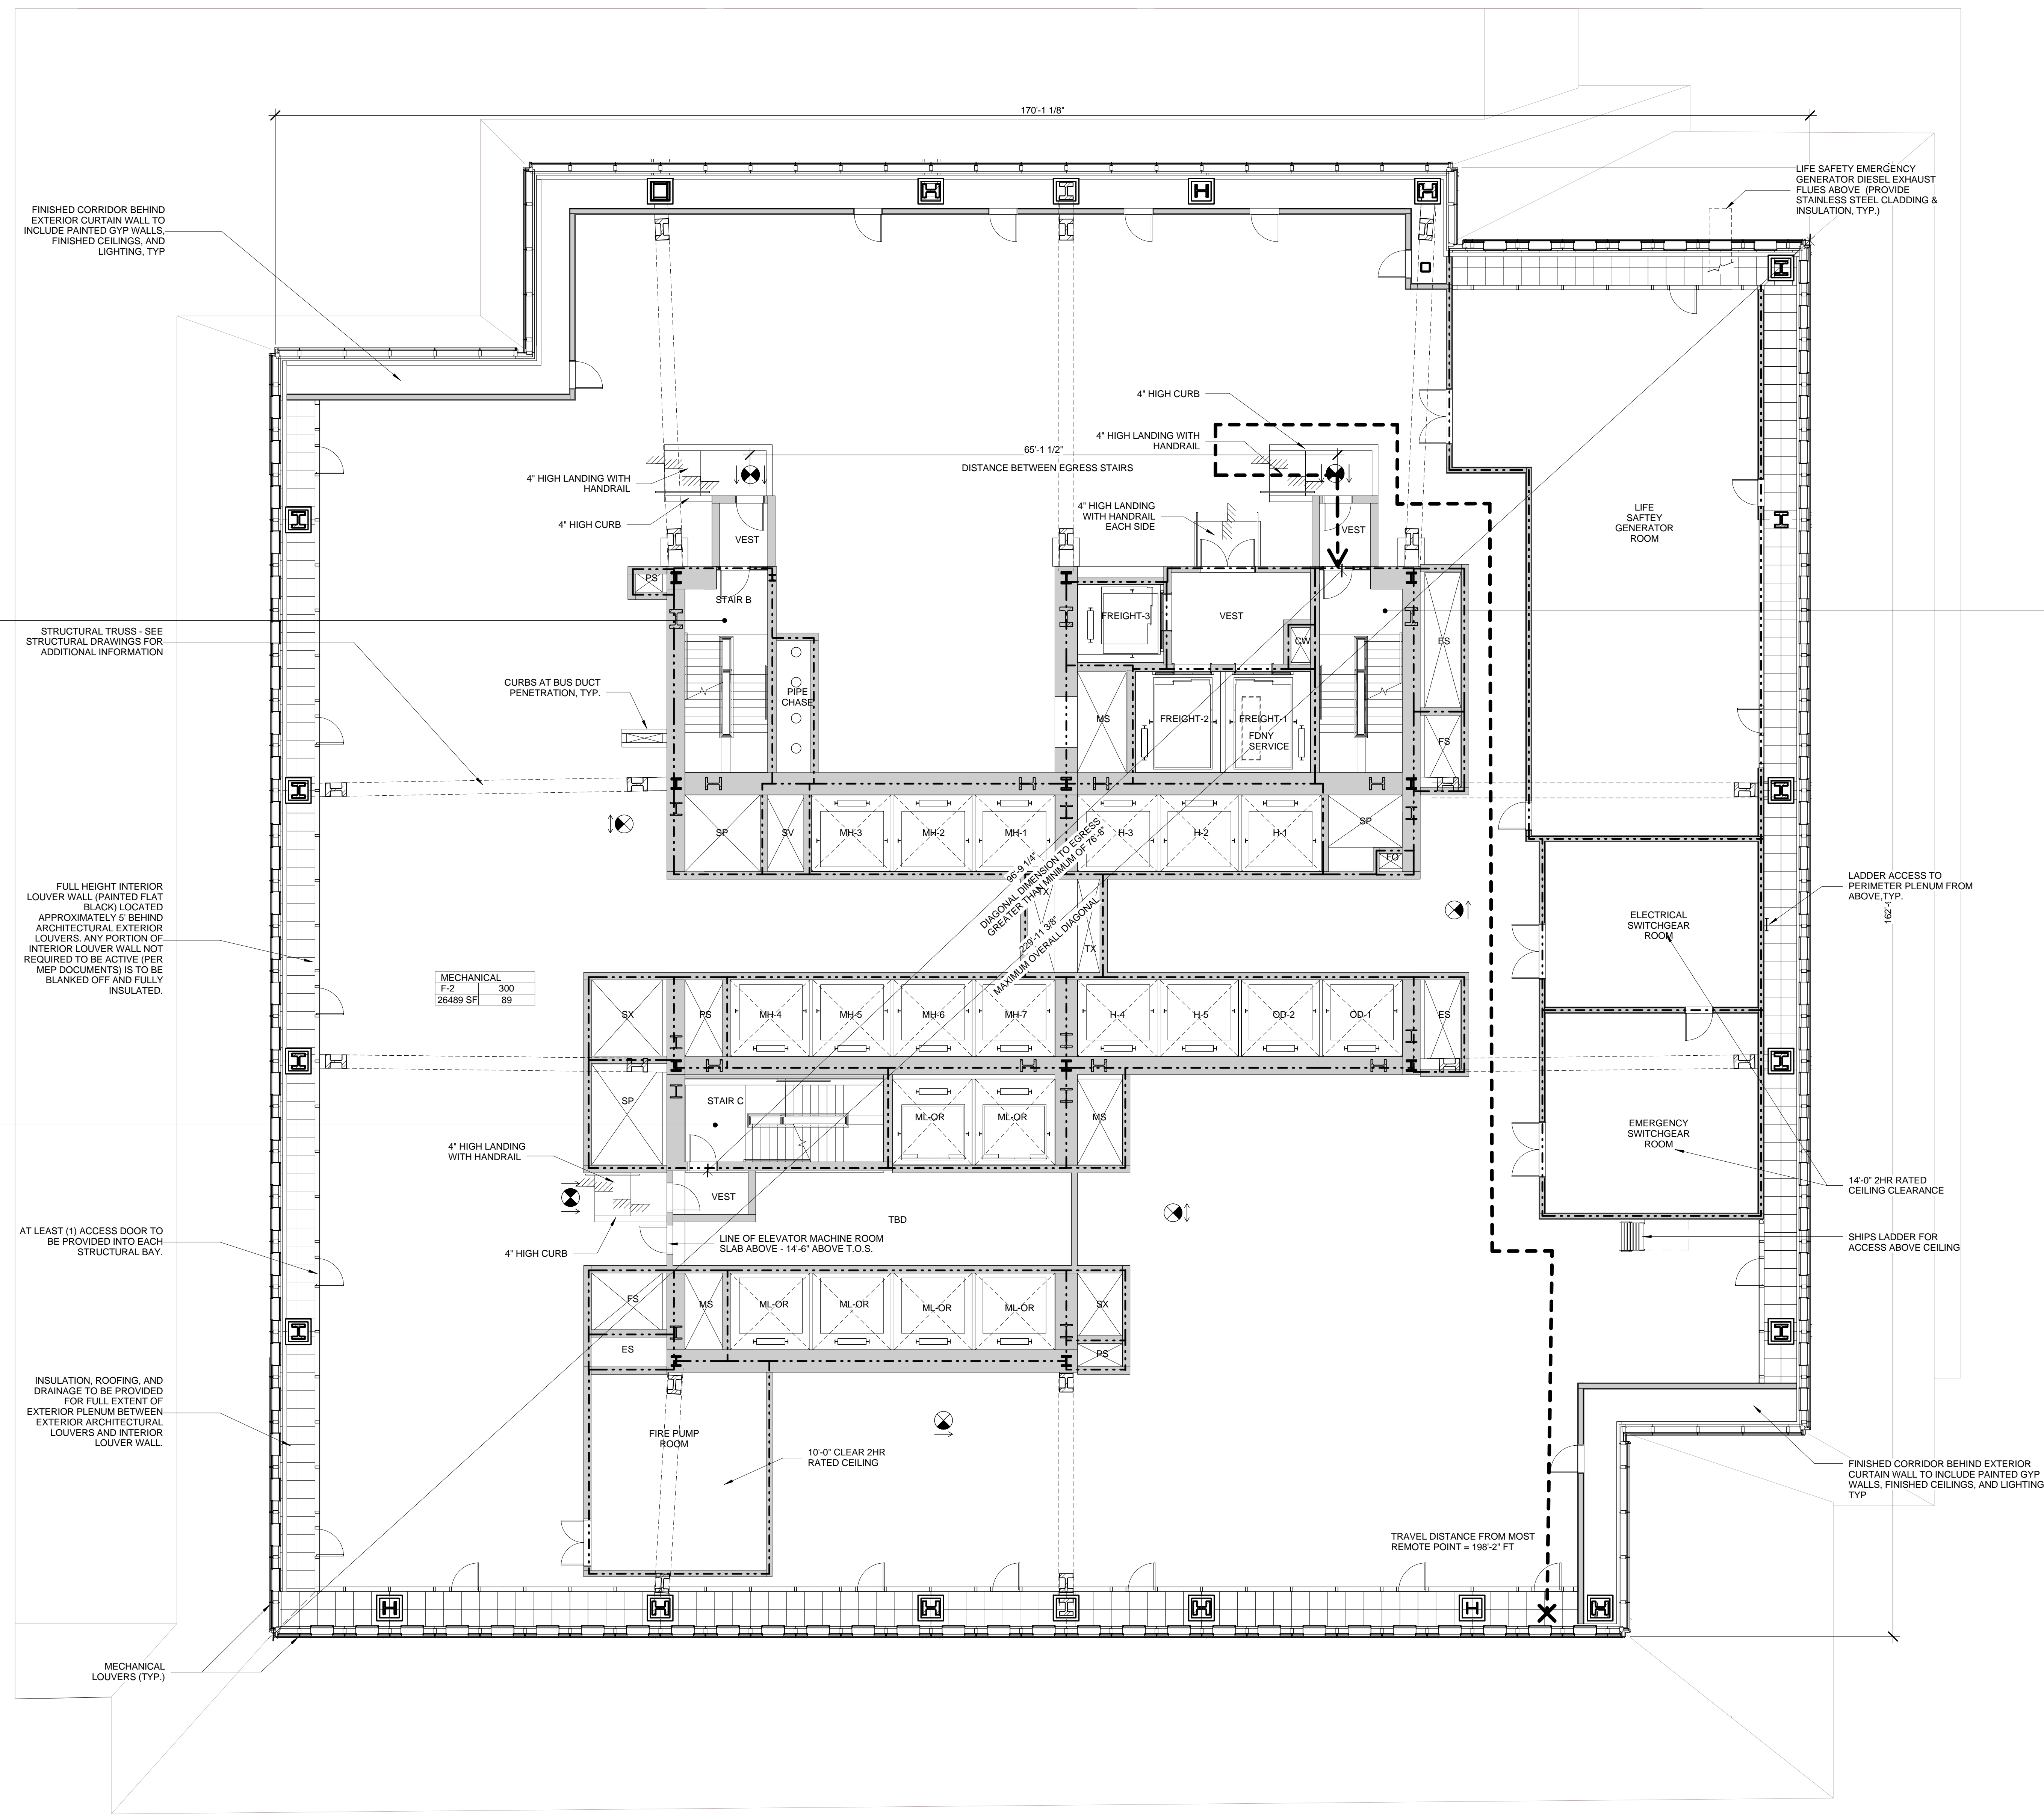 170'-1 1/8"
LIFE SAFETY EMERGENCY
GENERATOR DIESEL EXHAUST
FLUES ABOVE (PROVIDE
STAINLESS STEEL CLADDING &
INSULATION, TYP.)
FINISHED CORRIDOR BEHIND
EXTERIOR CURTAIN WALL TO
INCLUDE PAINTED GYP WALLS,
FINISHED CEILINGS, AND
LIGHTING, TYP
4" HIGH CURB
4" HIGH LANDING WITH
HANDRAIL
65'-1 1/2"
DISTANCE BETWEEN EGRESS STAIRS
4" HIGH LANDING WITH
HANDRAIL
4" HIGH CURB
4" HIGH LANDING
WITH HANDRAIL
EACH SIDE
VEST
VEST
LIFE
SAFTEY
GENERATOR
ROOM
PS
STAIR B
FREIGHT-3
VEST
CW
ES
STRUCTURAL TRUSS - SEE
STRUCTURAL DRAWINGS FOR
ADDITIONAL INFORMATION
CURBS AT BUS DUCT
PENETRATION, TYP.
PIPE
CHASE
MS
FREIGHT-2
FREIGHT-1
FDNY
SERVICE
FS
SP
SV
MH-3
MH-2
MH-1
H-3
H-2
H-1
SP
FO
96'-9 1/4"
DIAGONAL DIMENSION TO EGRESS
GREATER THAN MINIMUM OF 76'-8"
229'-11 3/8"
MAXIMUM OVERALL DIAGONAL
TX
TX
FULL HEIGHT INTERIOR
LOUVER WALL (PAINTED FLAT
BLACK) LOCATED
APPROXIMATELY 5' BEHIND
ARCHITECTURAL EXTERIOR
LOUVERS. ANY PORTION OF
INTERIOR LOUVER WALL NOT
REQUIRED TO BE ACTIVE (PER
MEP DOCUMENTS) IS TO BE
BLANKED OFF AND FULLY
INSULATED.
LADDER ACCESS TO
PERIMETER PLENUM FROM
ABOVE,TYP.
162'-
ELECTRICAL
SWITCHGEAR
ROOM
MECHANICAL
F-2 300
26489 SF 89
SX
PS
MH-4
MH-5
MH-6
MH-7
H-4
H-5
OD-2
OD-1
ES
SP
STAIR C
ML-OR
ML-OR
MS
EMERGENCY
SWITCHGEAR
ROOM
4" HIGH LANDING
WITH HANDRAIL
VEST
TBD
14'-0" 2HR RATED
CEILING CLEARANCE
AT LEAST (1) ACCESS DOOR TO
BE PROVIDED INTO EACH
STRUCTURAL BAY.
4" HIGH CURB
LINE OF ELEVATOR MACHINE ROOM
SLAB ABOVE - 14'-6" ABOVE T.O.S.
SHIPS LADDER FOR
ACCESS ABOVE CEILING
FS
MS
ML-OR
ML-OR
ML-OR
ML-OR
SX
ES
PS
INSULATION, ROOFING, AND
DRAINAGE TO BE PROVIDED
FOR FULL EXTENT OF
EXTERIOR PLENUM BETWEEN
EXTERIOR ARCHITECTURAL
LOUVERS AND INTERIOR
LOUVER WALL.
FIRE PUMP
ROOM
10'-0" CLEAR 2HR
RATED CEILING
FINISHED CORRIDOR BEHIND EXTERIOR
CURTAIN WALL TO INCLUDE PAINTED GYP
WALLS, FINISHED CEILINGS, AND LIGHTING
TYP
TRAVEL DISTANCE FROM MOST
REMOTE POINT = 198'-2" FT
MECHANICAL
LOUVERS (TYP.)